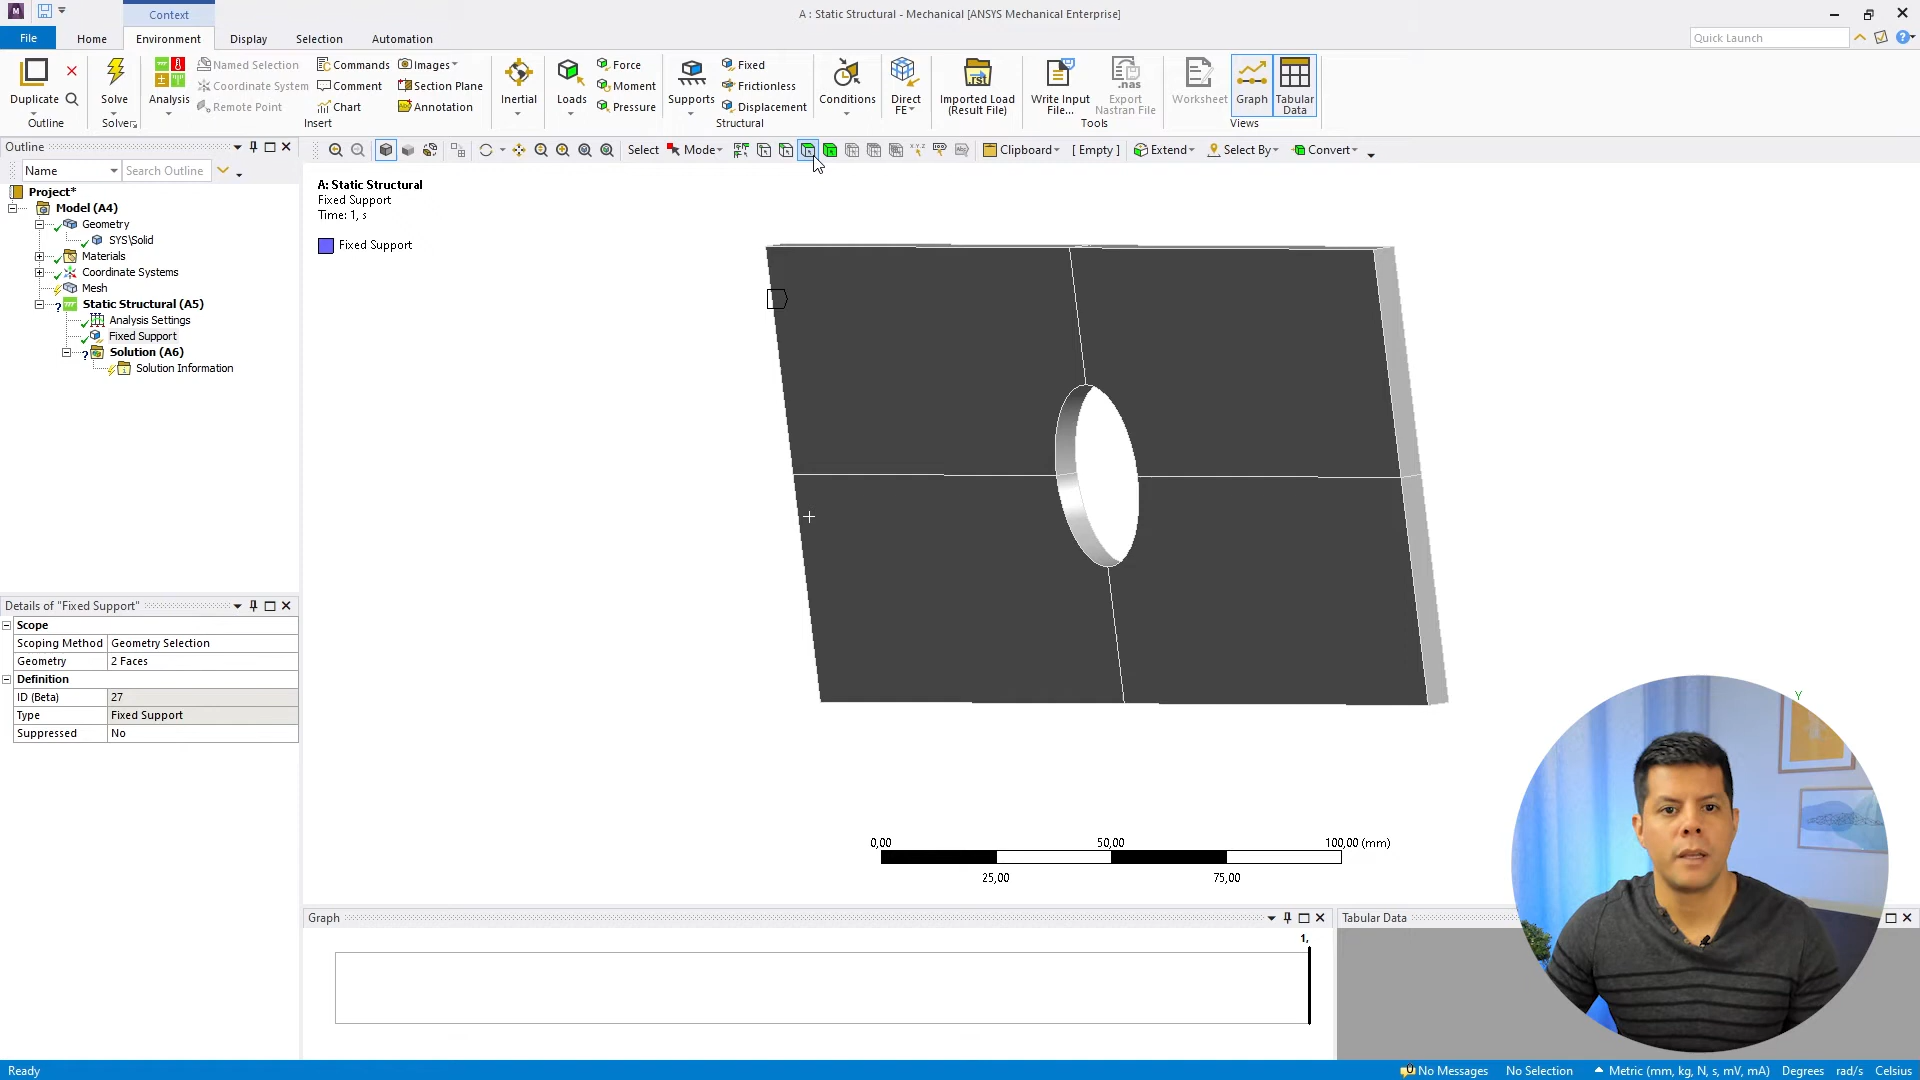 Context
A : Static Structural - Mechanical [ANSYS Mechanical Enterprise]
File
Home
Environment
Display
Selection
Automation
Quick Launch
Duplicate
Outline
Solve
Solver
Analysis
Named Selection
Coordinate System
Remote Point
Commands
Comment
Chart
Images
Section Plane
Annotation
Insert
Inertial
Loads
Force
Moment
Pressure
Supports
Fixed
Frictionless
Displacement
Structural
Conditions
Direct
FE
Imported Load
(Result File)
Write Input
File...
Export
Nastran File
Tools
Worksheet
Graph
Tabular
Data
Views
Outline
Select
Mode
Clipboard
[ Empty ]
Extend
Select By
Convert
Name
Search Outline
Project*
Model (A4)
Geometry
SYS\Solid
Materials
Coordinate Systems
Mesh
Static Structural (A5)
Analysis Settings
Fixed Support
Solution (A6)
Solution Information
A: Static Structural
Fixed Support
Time: 1, s
Fixed Support
Details of "Fixed Support"
Scope
Scoping Method Geometry Selection
Geometry 2 Faces
Definition
ID (Beta) 27
Type Fixed Support
Suppressed No
Y
0,00 50,00 100,00 (mm)
25,00 75,00
Graph
1,
Tabular Data
Ready
No Messages
No Selection
Metric (mm, kg, N, s, mV, mA)
Degrees
rad/s
Celsius